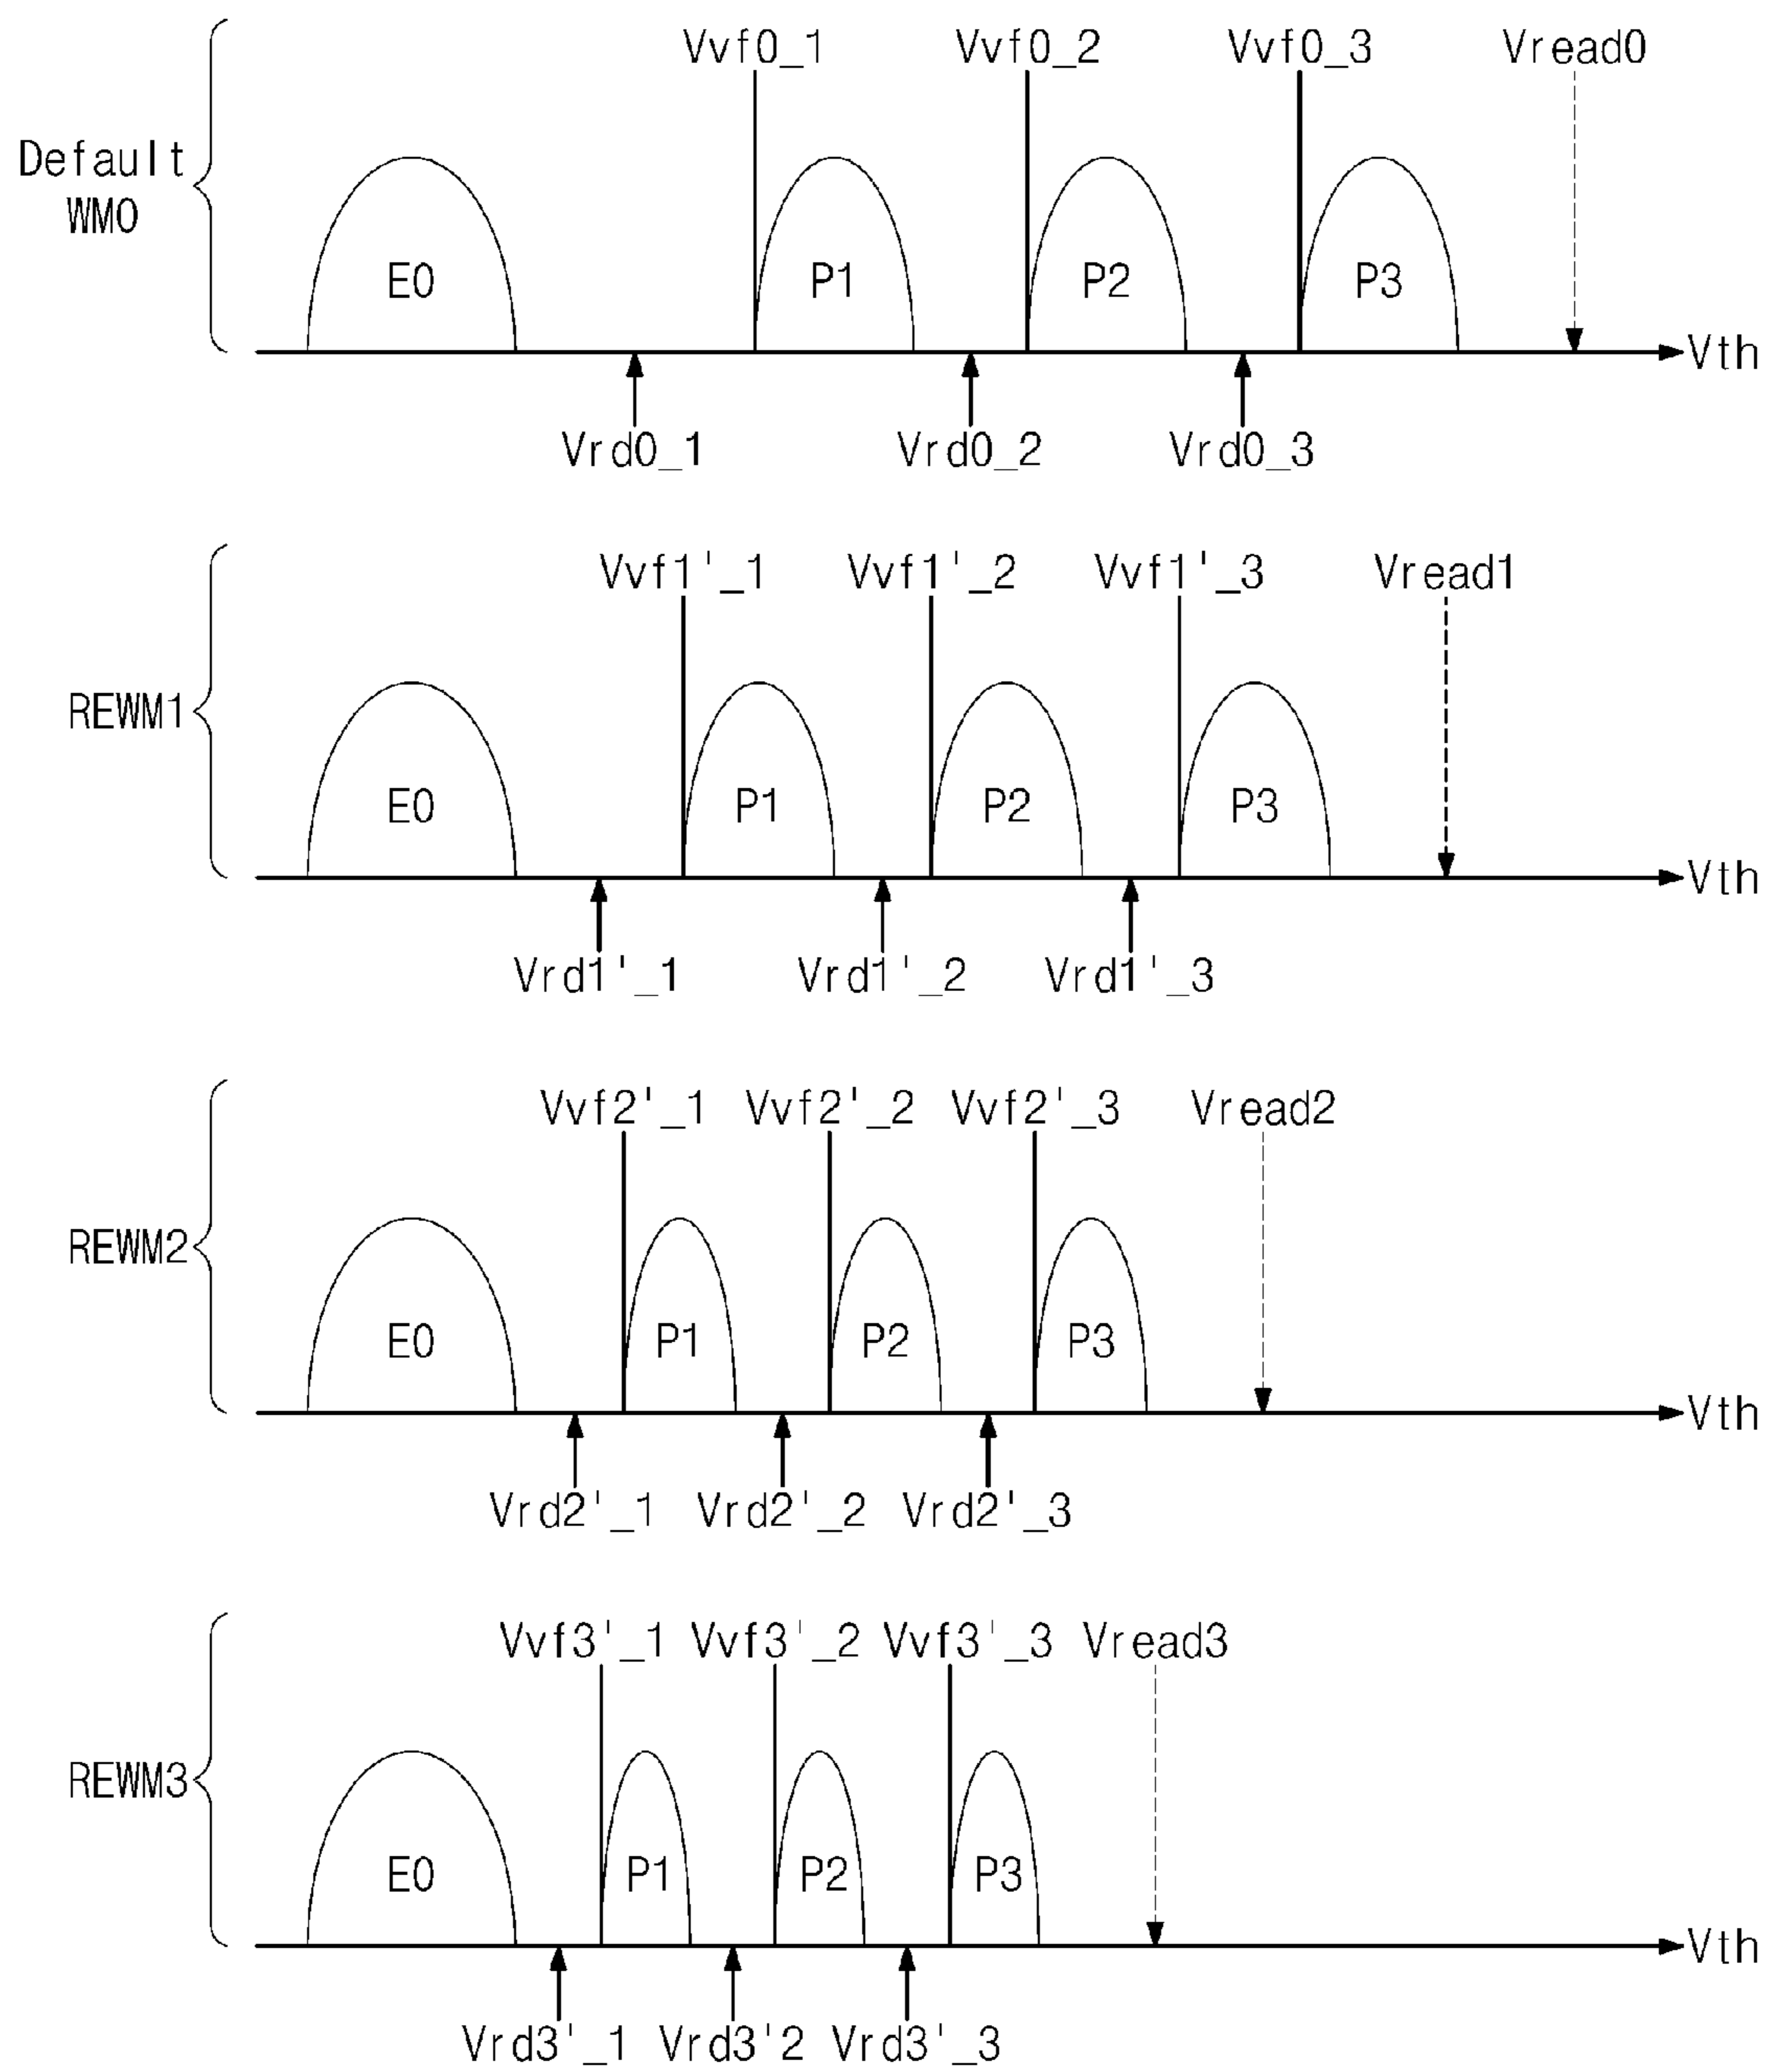 Vvf0_1 Vvf0_2 Vvf0_3 Vread0
Default
WM0
E0 P1 P2 P3
Vth
Vrd0_1 Vrd0_2 Vrd0_3
Vvf1'_1 Vvf1'_2 Vvf1'_3 Vread1
REWM1
E0 P1 P2 P3
Vth
Vrd1'_1 Vrd1'_2 Vrd1'_3
Vvf2'_1 Vvf2'_2 Vvf2'_3 Vread2
REWM2
E0 P1 P2 P3
Vth
Vrd2'_1 Vrd2'_2 Vrd2'_3
Vvf3'_1 Vvf3'_2 Vvf3'_3 Vread3
REWM3
E0 P1 P2 P3
Vth
Vrd3'_1 Vrd3'2 Vrd3'_3